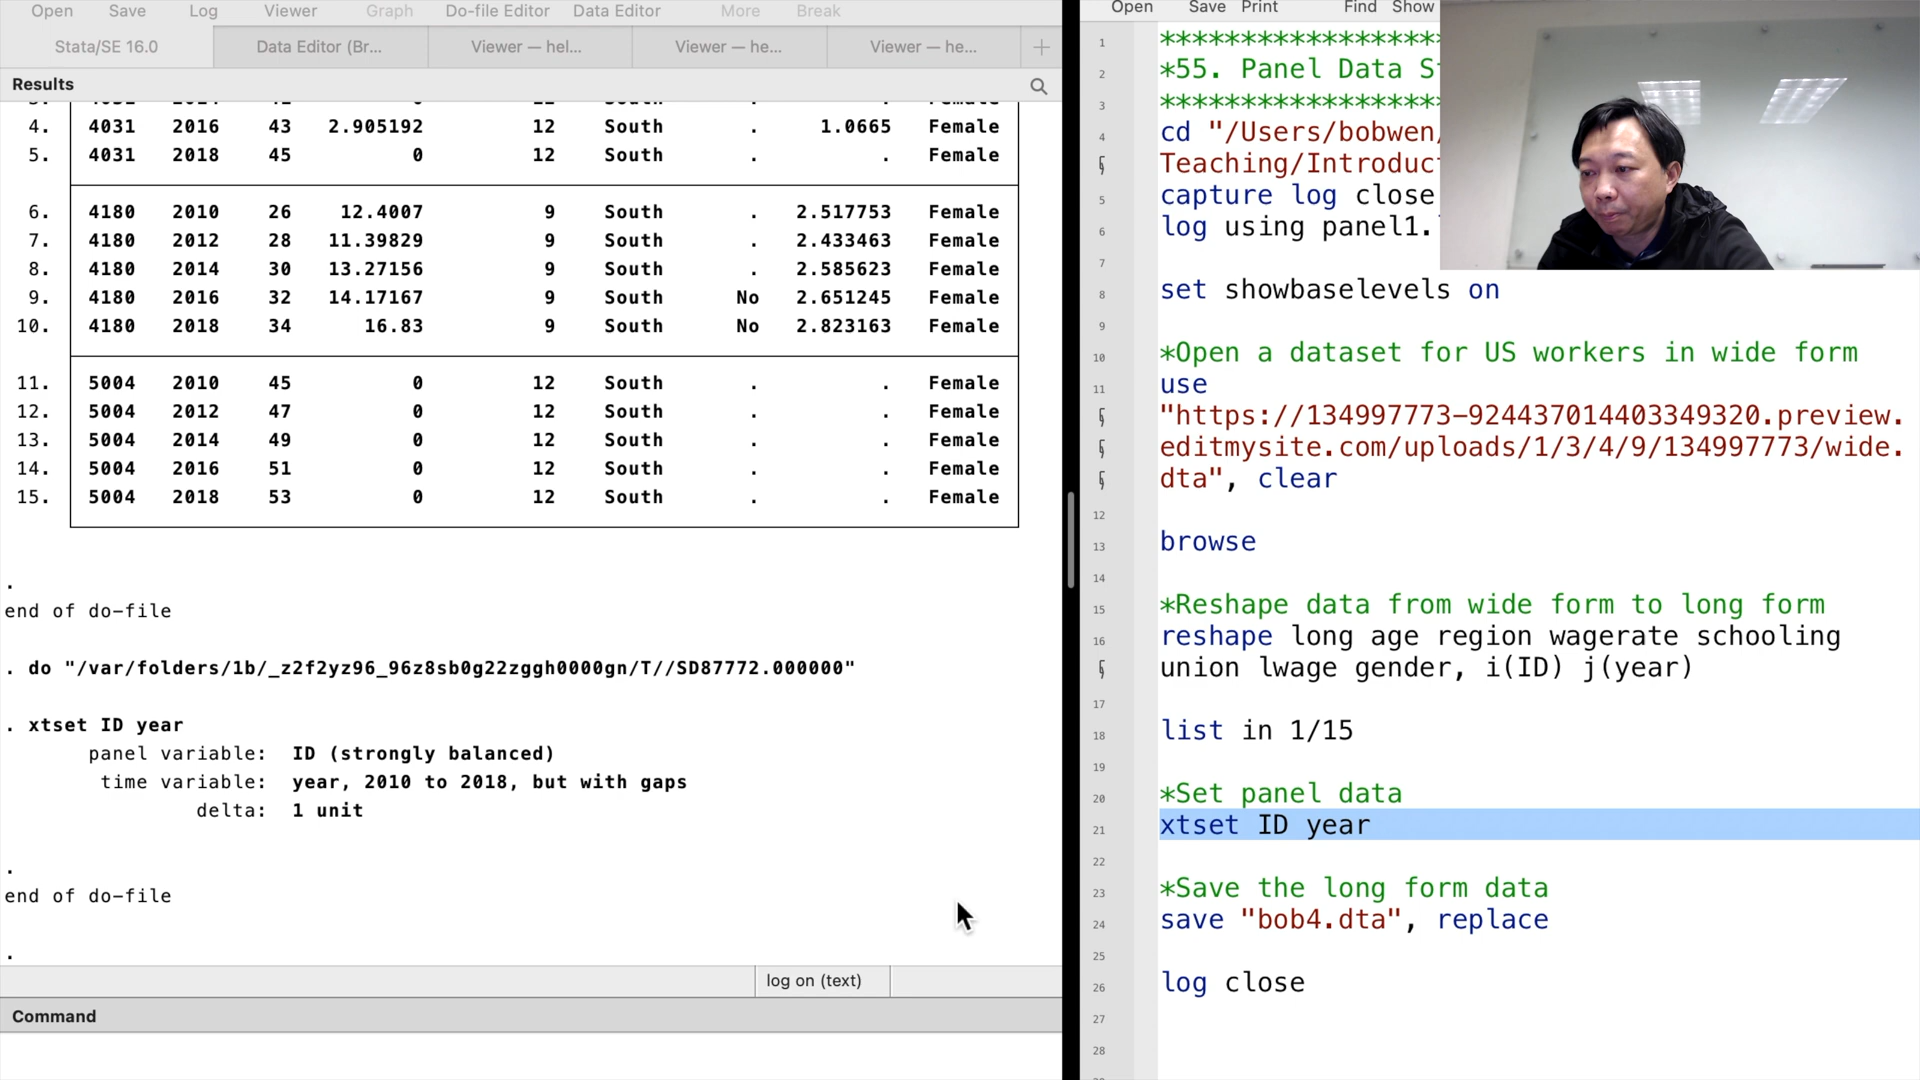 Open Save Log Viewer Graph Do-file Editor Data Editor More Break
Stata/SE 16.0 Data Editor (Br... Viewer — hel... Viewer — he... Viewer — he... +
Results
4. 4031 2016 43 2.905192 12 South . 1.0665 Female
5. 4031 2018 45 0 12 South . . Female
6. 4180 2010 26 12.4007 9 South . 2.517753 Female
7. 4180 2012 28 11.39829 9 South . 2.433463 Female
8. 4180 2014 30 13.27156 9 South . 2.585623 Female
9. 4180 2016 32 14.17167 9 South No 2.651245 Female
10. 4180 2018 34 16.83 9 South No 2.823163 Female
11. 5004 2010 45 0 12 South . . Female
12. 5004 2012 47 0 12 South . . Female
13. 5004 2014 49 0 12 South . . Female
14. 5004 2016 51 0 12 South . . Female
15. 5004 2018 53 0 12 South . . Female
.
end of do-file
. do "/var/folders/1b/_z2f2yz96_96z8sb0g22zggh0000gn/T//SD87772.000000"
. xtset ID year
panel variable: ID (strongly balanced)
time variable: year, 2010 to 2018, but with gaps
delta: 1 unit
.
end of do-file
.
log on (text)
Command
Open Save Print Find Show
1 ******************
2 *55. Panel Data S
3 ******************
4 cd "/Users/bobwen/
Teaching/Introduc
5 capture log close
6 log using panel1.
7
8 set showbaselevels on
9
10 *Open a dataset for US workers in wide form
11 use
"https://134997773-924437014403349320.preview.
editmysite.com/uploads/1/3/4/9/134997773/wide.
dta", clear
12
13 browse
14
15 *Reshape data from wide form to long form
16 reshape long age region wagerate schooling
union lwage gender, i(ID) j(year)
17
18 list in 1/15
19
20 *Set panel data
21 xtset ID year
22
23 *Save the long form data
24 save "bob4.dta", replace
25
26 log close
27
28